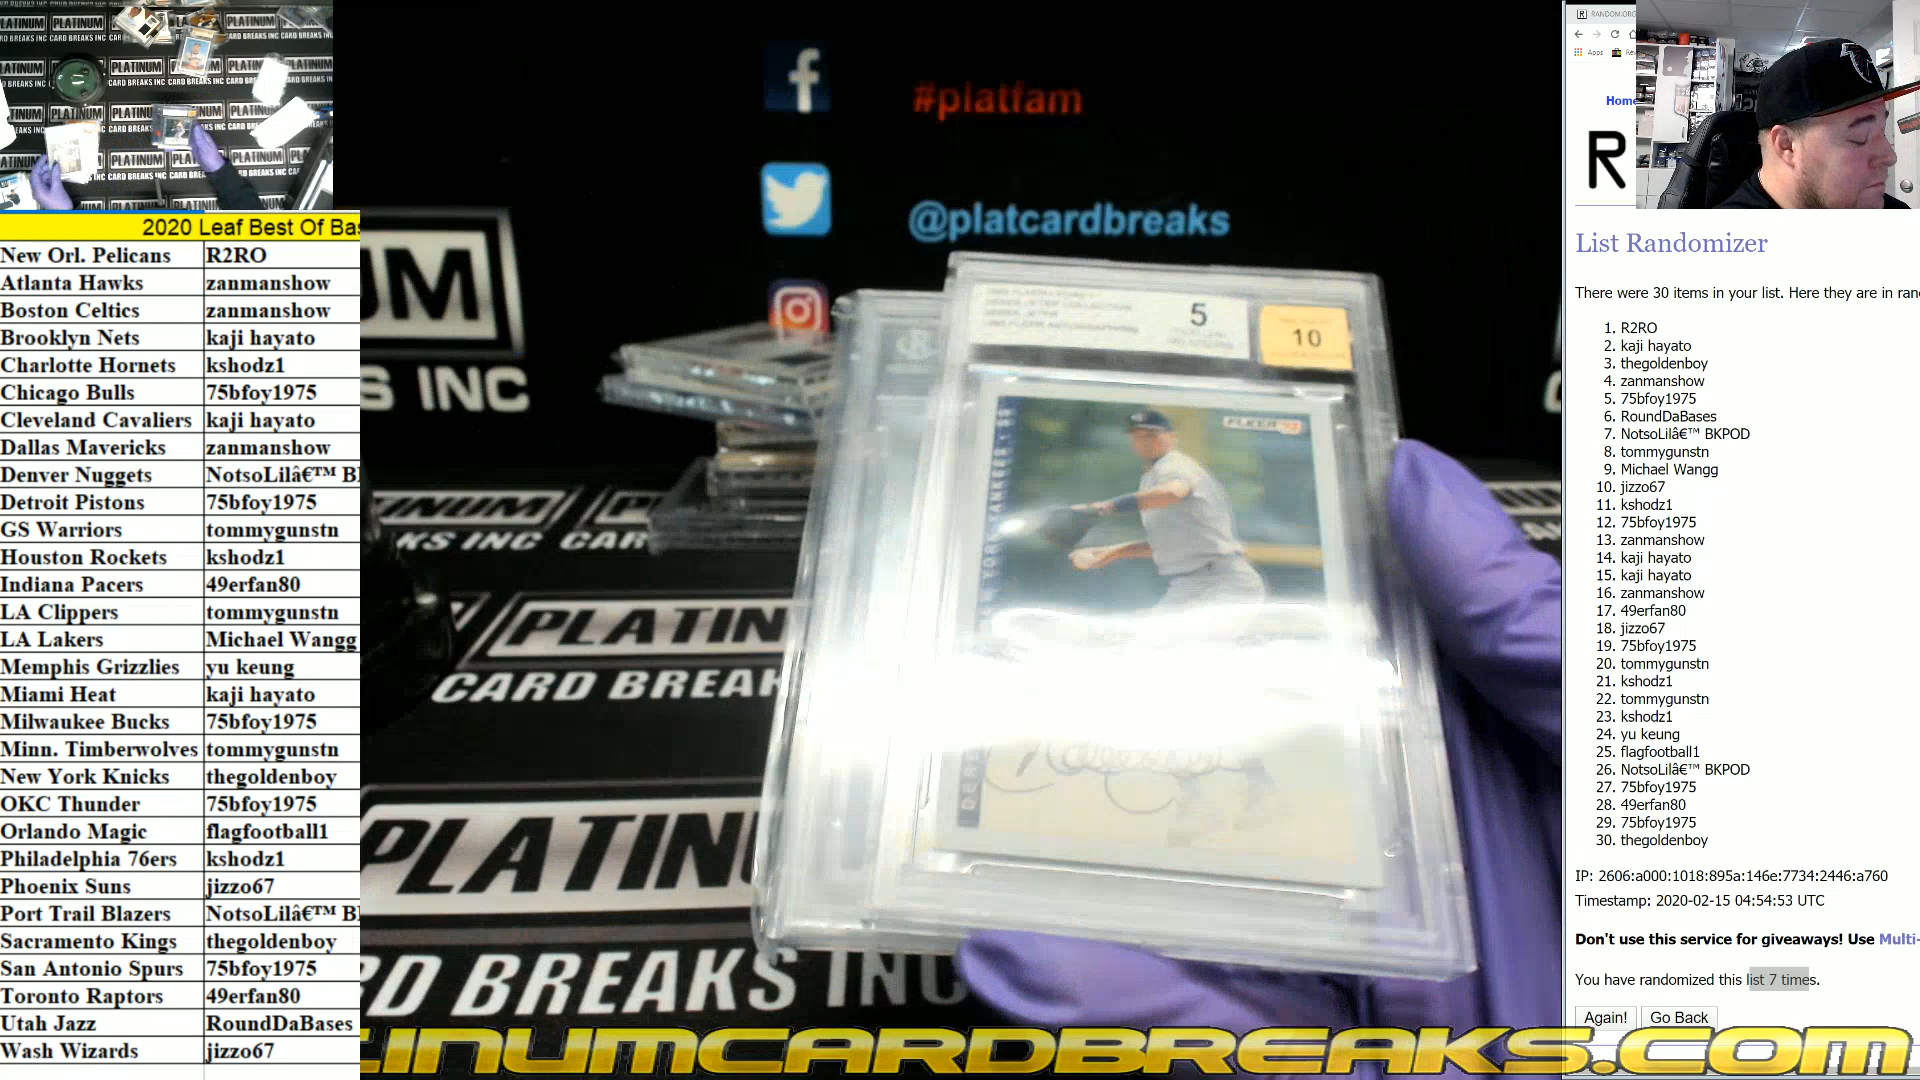 #platfam
@platcardbreaks
2020 Leaf Best Of Bas
New Orl. Pelicans R2RO
Atlanta Hawks zanmanshow
Boston Celtics zanmanshow
Brooklyn Nets kaji hayato
Charlotte Hornets kshodz1
Chicago Bulls 75bfoy1975
Cleveland Cavaliers kaji hayato
Dallas Mavericks zanmanshow
Denver Nuggets NotsoLilâ€™ B
Detroit Pistons 75bfoy1975
GS Warriors tommygunstn
Houston Rockets kshodz1
Indiana Pacers 49erfan80
LA Clippers tommygunstn
LA Lakers Michael Wangg
Memphis Grizzlies yu keung
Miami Heat kaji hayato
Milwaukee Bucks 75bfoy1975
Minn. Timberwolves tommygunstn
New York Knicks thegoldenboy
OKC Thunder 75bfoy1975
Orlando Magic flagfootball1
Philadelphia 76ers kshodz1
Phoenix Suns jizzo67
Port Trail Blazers NotsoLilâ€™ B
Sacramento Kings thegoldenboy
San Antonio Spurs 75bfoy1975
Toronto Raptors 49erfan80
Utah Jazz RoundDaBases
Wash Wizards jizzo67
5
10
FLEER '93
PLATINUM
CARD BREAKS INC
LINUMCARDBREAKS.COM
RANDOM.ORG
Apps
Home
R
List Randomizer
There were 30 items in your list. Here they are in ran
1. R2RO
2. kaji hayato
3. thegoldenboy
4. zanmanshow
5. 75bfoy1975
6. RoundDaBases
7. NotsoLilâ€™ BKPOD
8. tommygunstn
9. Michael Wangg
10. jizzo67
11. kshodz1
12. 75bfoy1975
13. zanmanshow
14. kaji hayato
15. kaji hayato
16. zanmanshow
17. 49erfan80
18. jizzo67
19. 75bfoy1975
20. tommygunstn
21. kshodz1
22. tommygunstn
23. kshodz1
24. yu keung
25. flagfootball1
26. NotsoLilâ€™ BKPOD
27. 75bfoy1975
28. 49erfan80
29. 75bfoy1975
30. thegoldenboy
IP: 2606:a000:1018:895a:146e:7734:2446:a760
Timestamp: 2020-02-15 04:54:53 UTC
Don't use this service for giveaways! Use Multi-
You have randomized this list 7 times.
Again! Go Back